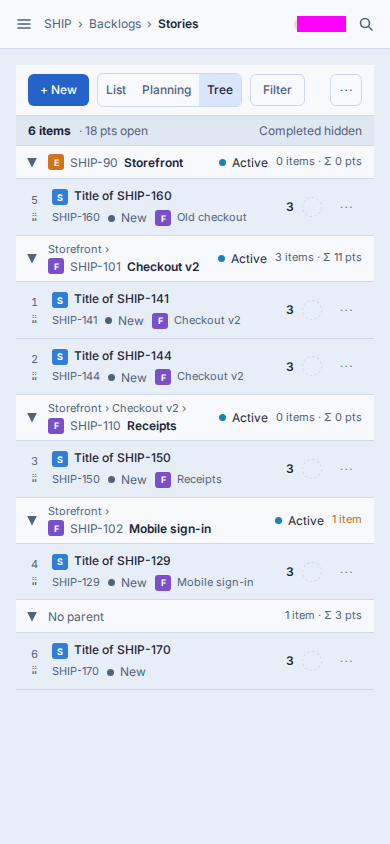 SHIP › Backlogs › Stories
+ New List Planning Tree Filter ...
6 items · 18 pts open Completed hidden
E SHIP-90 Storefront Active 0 items · Σ 0 pts
5 S Title of SHIP-160 3 ...
SHIP-160 New F Old checkout
Storefront ›
F SHIP-101 Checkout v2 Active 3 items · Σ 11 pts
1 S Title of SHIP-141 3 ...
SHIP-141 New F Checkout v2
2 S Title of SHIP-144 3 ...
SHIP-144 New F Checkout v2
Storefront › Checkout v2 ›
F SHIP-110 Receipts Active 0 items · Σ 0 pts
3 S Title of SHIP-150 3 ...
SHIP-150 New F Receipts
Storefront ›
F SHIP-102 Mobile sign-in Active 1 item
4 S Title of SHIP-129 3 ...
SHIP-129 New F Mobile sign-in
No parent 1 item · Σ 3 pts
6 S Title of SHIP-170 3 ...
SHIP-170 New